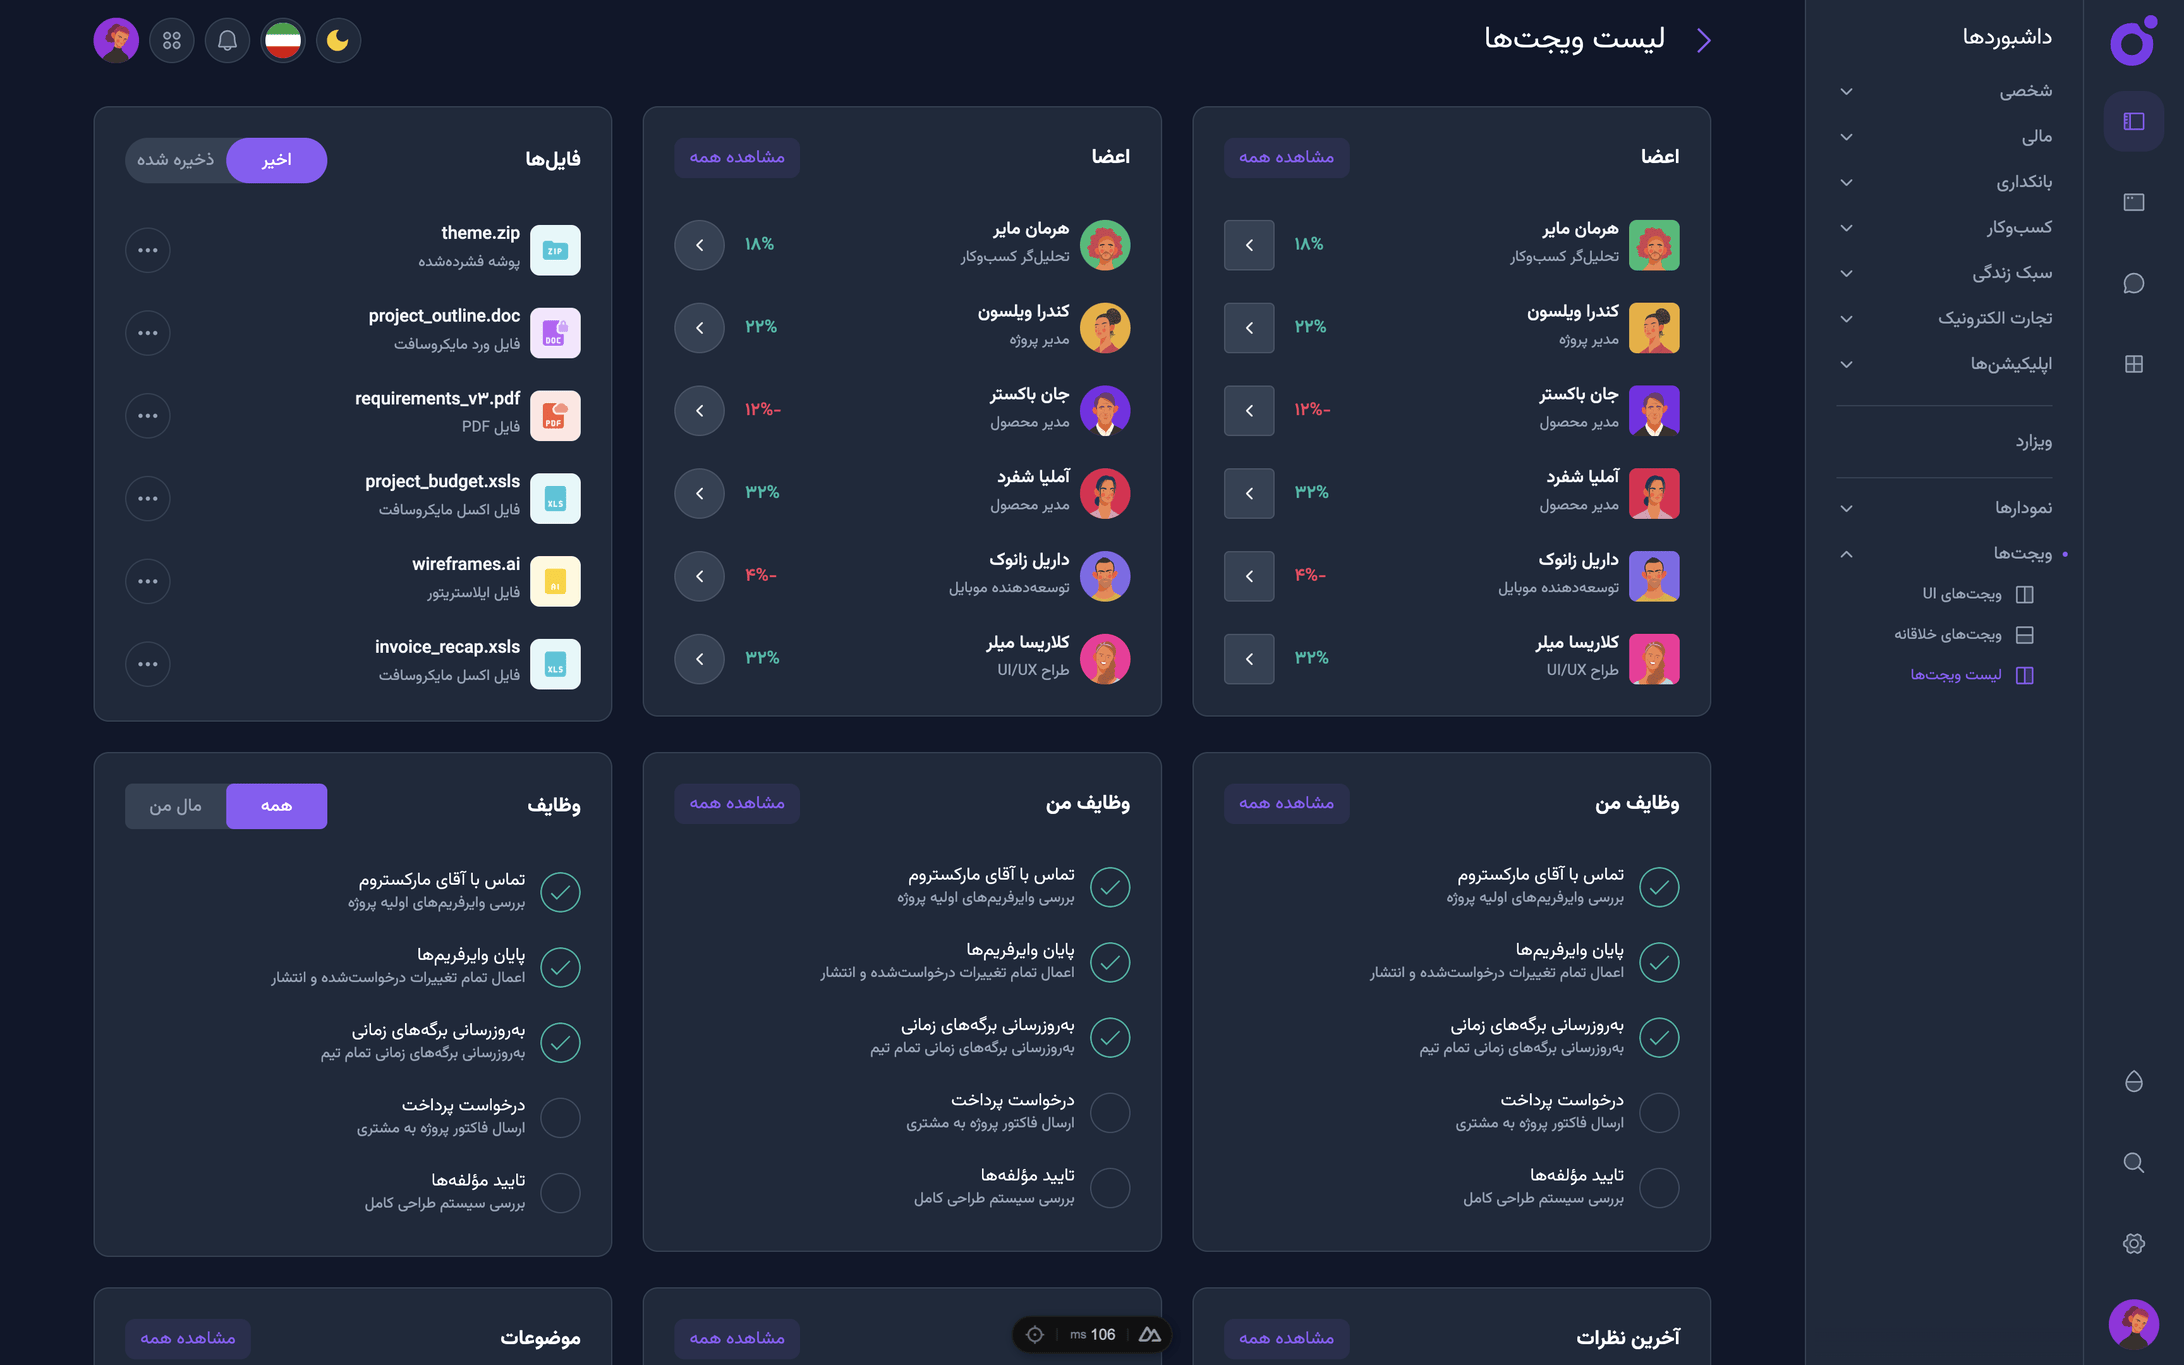 داشبوردها
شخصی
مالی
بانکداری
کسب‌وکار
سبک زندگی
تجارت الکترونیک
اپلیکیشن‌ها
ویزارد
نمودارها
ویجت‌ها
ویجت‌های UI
ویجت‌های خلاقانه
لیست ویجت‌ها
لیست ویجت‌ها
اعضا
مشاهده همه
هرمان مایر
تحلیل‌گر کسب‌وکار
۱۸%
کندرا ویلسون
مدیر پروژه
۲۲%
جان باکستر
مدیر محصول
۱۲%-
آملیا شفرد
مدیر محصول
۳۲%
داریل زانوک
توسعه‌دهنده موبایل
۴%-
کلاریسا میلر
طراح UI/UX
۳۲%
اعضا
مشاهده همه
هرمان مایر
تحلیل‌گر کسب‌وکار
۱۸%
کندرا ویلسون
مدیر پروژه
۲۲%
جان باکستر
مدیر محصول
۱۲%-
آملیا شفرد
مدیر محصول
۳۲%
داریل زانوک
توسعه‌دهنده موبایل
۴%-
کلاریسا میلر
طراح UI/UX
۳۲%
فایل‌ها
اخیر
ذخیره شده
ZIP
theme.zip
پوشه فشرده‌شده
DOC
project_outline.doc
فایل ورد مایکروسافت
PDF
requirements_v۳.pdf
فایل PDF
XLS
project_budget.xsls
فایل اکسل مایکروسافت
AI
wireframes.ai
فایل ایلاستریتور
XLS
invoice_recap.xsls
فایل اکسل مایکروسافت
وظایف من
مشاهده همه
تماس با آقای مارکستروم
بررسی وایرفریم‌های اولیه پروژه
پایان وایرفریم‌ها
اعمال تمام تغییرات درخواست‌شده و انتشار
به‌روزرسانی برگه‌های زمانی
به‌روزرسانی برگه‌های زمانی تمام تیم
درخواست پرداخت
ارسال فاکتور پروژه به مشتری
تایید مؤلفه‌ها
بررسی سیستم طراحی کامل
وظایف من
مشاهده همه
تماس با آقای مارکستروم
بررسی وایرفریم‌های اولیه پروژه
پایان وایرفریم‌ها
اعمال تمام تغییرات درخواست‌شده و انتشار
به‌روزرسانی برگه‌های زمانی
به‌روزرسانی برگه‌های زمانی تمام تیم
درخواست پرداخت
ارسال فاکتور پروژه به مشتری
تایید مؤلفه‌ها
بررسی سیستم طراحی کامل
وظایف
همه
مال من
تماس با آقای مارکستروم
بررسی وایرفریم‌های اولیه پروژه
پایان وایرفریم‌ها
اعمال تمام تغییرات درخواست‌شده و انتشار
به‌روزرسانی برگه‌های زمانی
به‌روزرسانی برگه‌های زمانی تمام تیم
درخواست پرداخت
ارسال فاکتور پروژه به مشتری
تایید مؤلفه‌ها
بررسی سیستم طراحی کامل
آخرین نظرات
مشاهده همه
مشاهده همه
106 ms
موضوعات
مشاهده همه